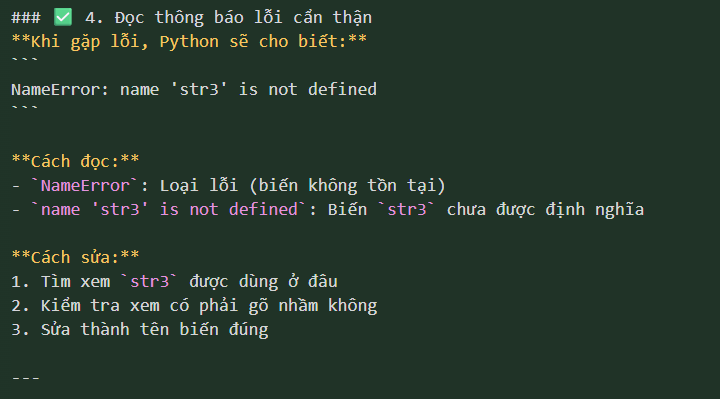 ### ✅ 4. Đọc thông báo lỗi cẩn thận
**Khi gặp lỗi, Python sẽ cho biết:**
```
NameError: name 'str3' is not defined
```
**Cách đọc:**
- `NameError`: Loại lỗi (biến không tồn tại)
- `name 'str3' is not defined`: Biến `str3` chưa được định nghĩa
**Cách sửa:**
1. Tìm xem `str3` được dùng ở đâu
2. Kiểm tra xem có phải gõ nhầm không
3. Sửa thành tên biến đúng
---